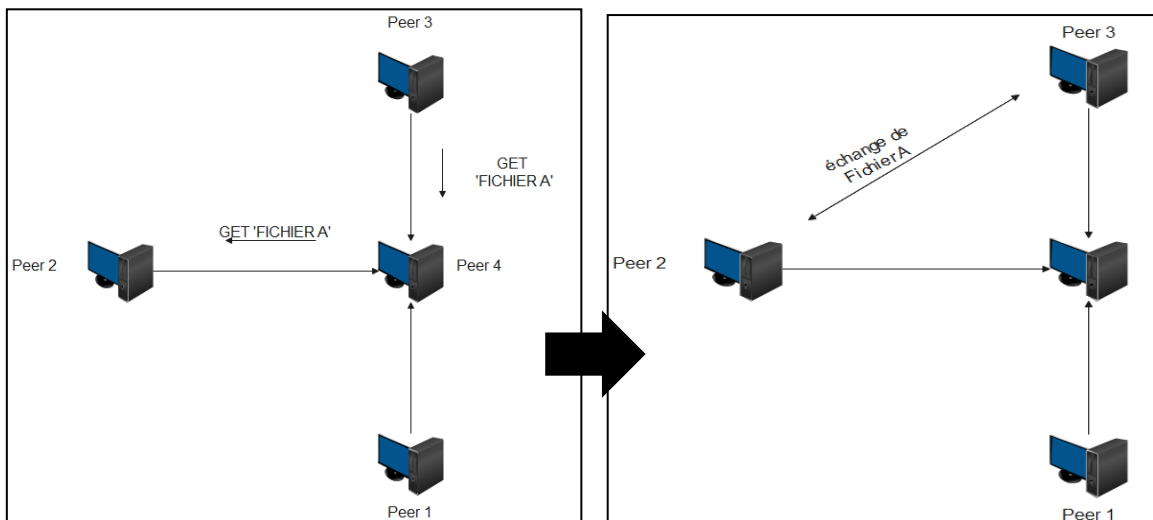 Peer 3
GET
'FICHIER A'
GET 'FICHIER A'
Peer 2
Peer 4
Peer 1
Peer 3
échange de
Fichier A
Peer 2
Peer 1